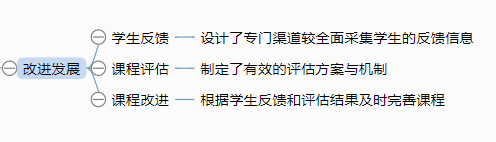 学生反馈 设计了专门渠道较全面采集学生的反馈信息
改进发展 课程评估 制定了有效的评估方案与机制
课程改进 根据学生反馈和评估结果及时完善课程